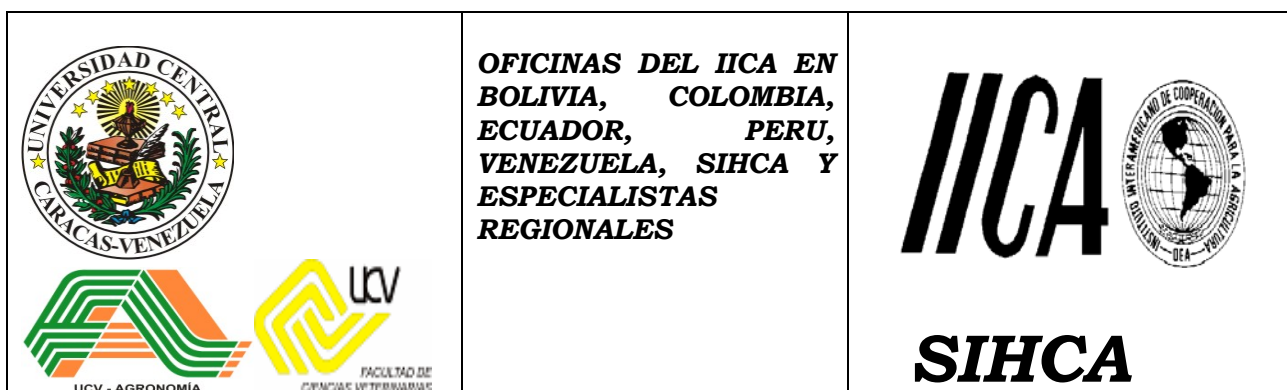 UNIVERSIDAD CENTRAL
CARACAS-VENEZUELA
UCV - AGRONOMÍA
UCV
FACULTAD DE
CIENCIAS VETERINARIAS
OFICINAS DEL IICA EN
BOLIVIA, COLOMBIA,
ECUADOR, PERU,
VENEZUELA, SIHCA Y
ESPECIALISTAS
REGIONALES
IICA
INSTITUTO INTERAMERICANO DE COOPERACION PARA LA AGRICULTURA
OEA
SIHCA